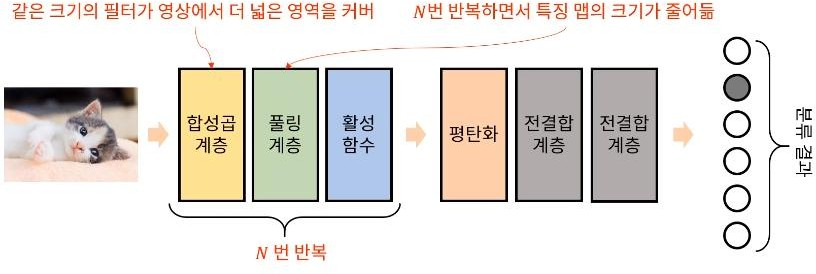 같은 크기의 필터가 영상에서 더 넓은 영역을 커버
N번 반복하면서 특징 맵의 크기가 줄어듦
합성곱
계층
풀링
계층
활성
함수
평탄화
전결합
계층
전결합
계층
분류 결과
N 번 반복